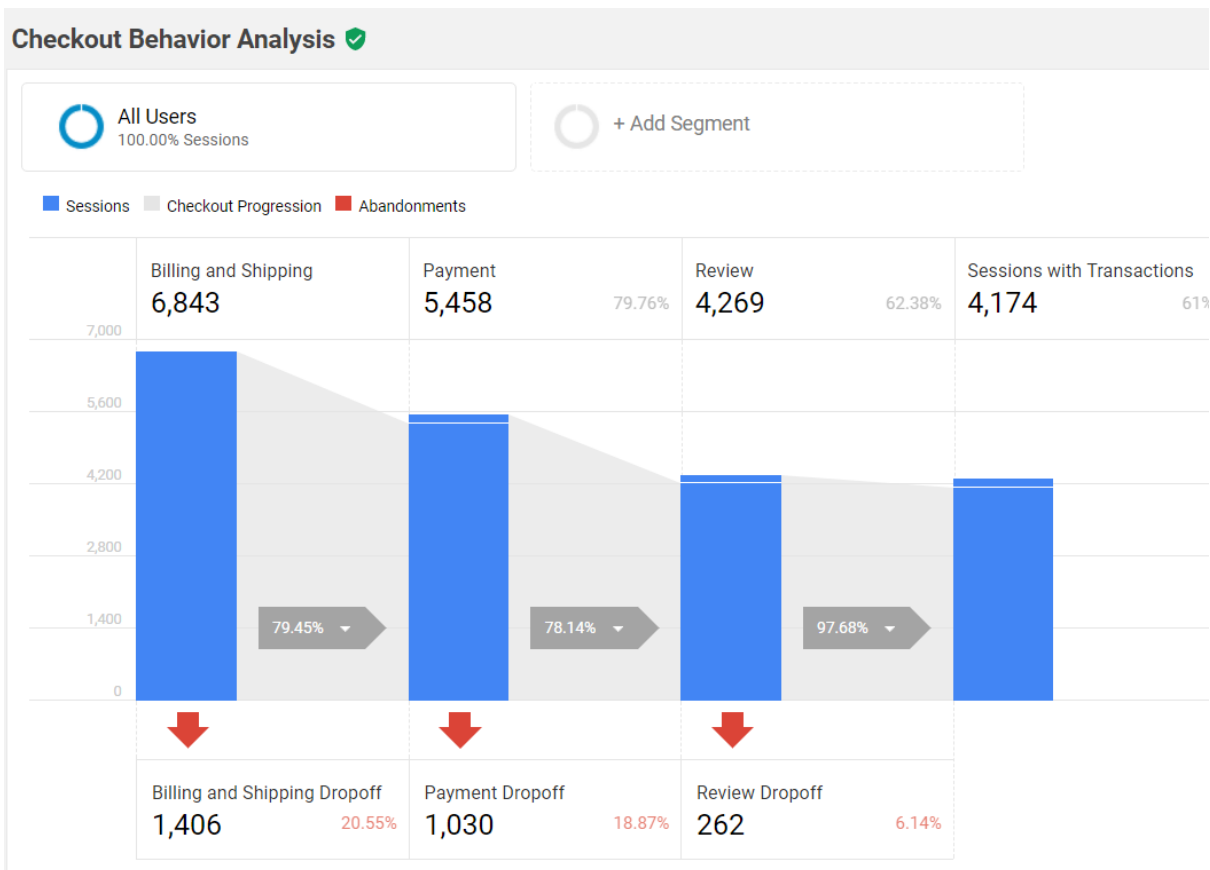 Checkout Behavior Analysis
All Users
100.00% Sessions
+ Add Segment
Sessions Checkout Progression Abandonments
Billing and Shipping
6,843
Payment
5,458 79.76%
Review
4,269 62.38%
Sessions with Transactions
4,174 61%
7,000
5,600
4,200
2,800
1,400
0
79.45%
78.14%
97.68%
Billing and Shipping Dropoff
1,406 20.55%
Payment Dropoff
1,030 18.87%
Review Dropoff
262 6.14%